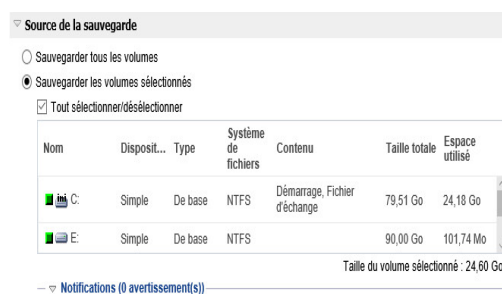 Source de la sauvegarde
Sauvegarder tous les volumes
Sauvegarder les volumes sélectionnés
Tout sélectionner/désélectionner
Nom Disposit... Type Système de fichiers Contenu Taille totale Espace utilisé
C: Simple De base NTFS Démarrage, Fichier d'échange 79,51 Go 24,18 Go
E: Simple De base NTFS 90,00 Go 101,74 Mo
Taille du volume sélectionné : 24,60 Go
Notifications (0 avertissement(s))